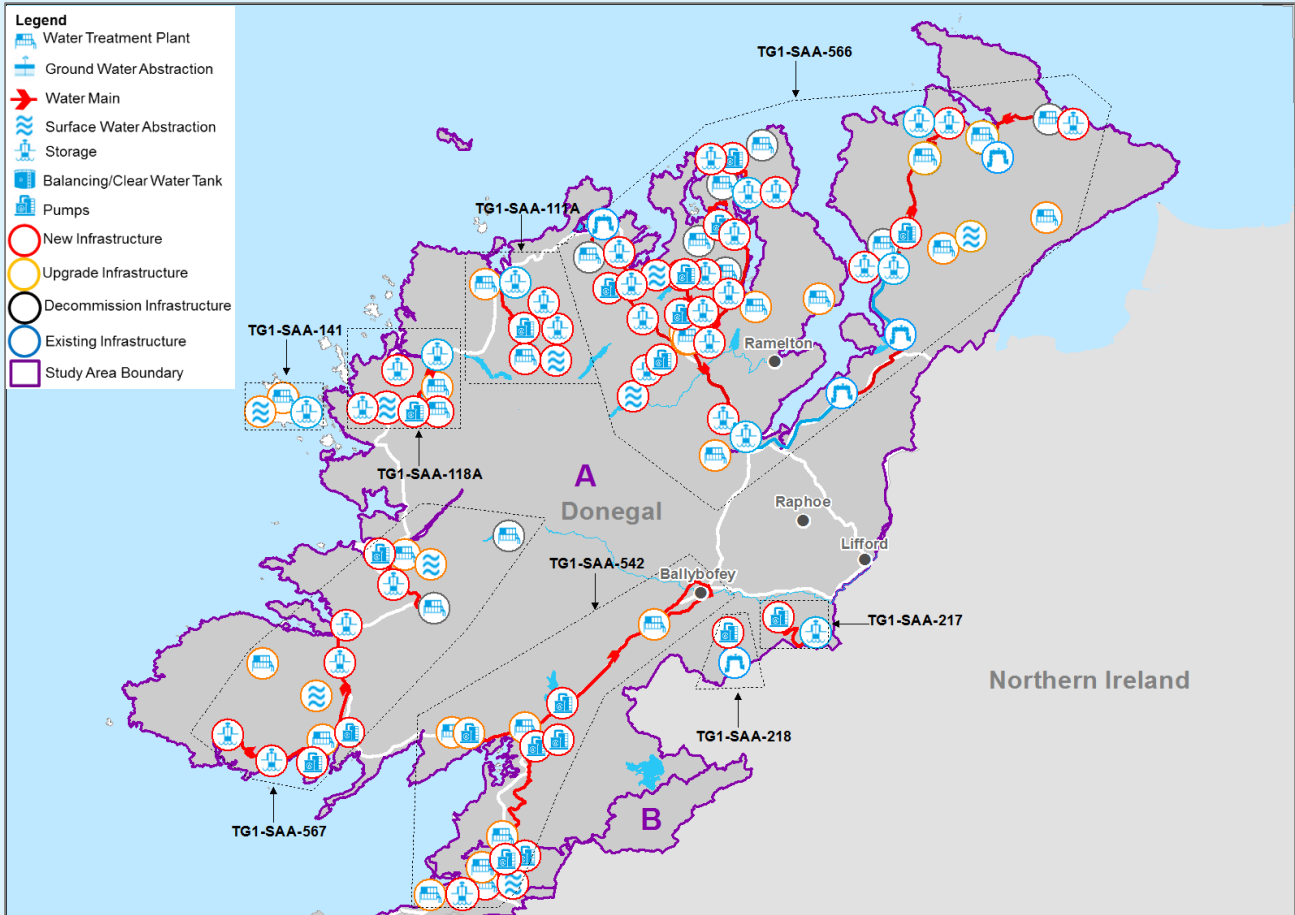 Legend
Water Treatment Plant
Ground Water Abstraction
Water Main
Surface Water Abstraction
Storage
Balancing/Clear Water Tank
Pumps
New Infrastructure
Upgrade Infrastructure
Decommission Infrastructure
Existing Infrastructure
Study Area Boundary
TG1-SAA-566
TG1-SAA-111A
TG1-SAA-141
Ramelton
TG1-SAA-118A
A
Raphoe
Donegal
Lifford
TG1-SAA-542
Ballybofey
TG1-SAA-217
Northern Ireland
TG1-SAA-218
B
TG1-SAA-567